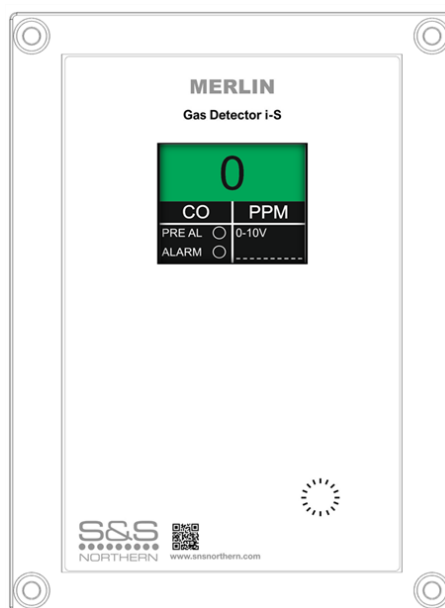 MERLIN
Gas Detector i-S
0
CO PPM
PRE AL 0-10V
ALARM
S&S
NORTHERN
www.snsnorthern.com